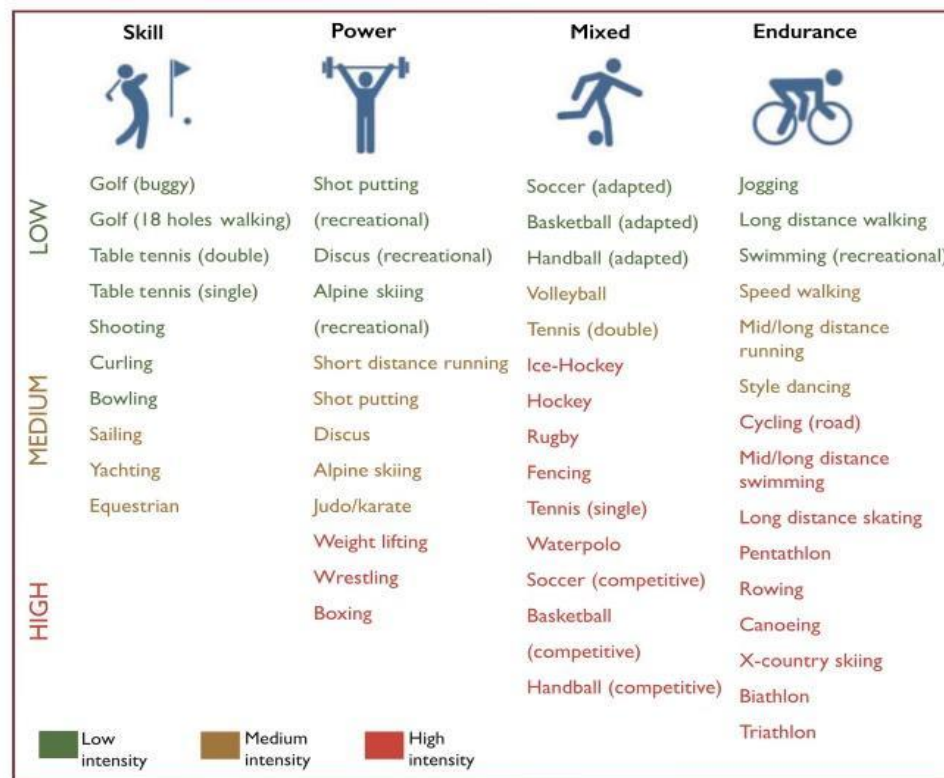 Skill
Power
Mixed
Endurance
LOW
MEDIUM
HIGH
Golf (buggy)
Golf (18 holes walking)
Table tennis (double)
Table tennis (single)
Shooting
Curling
Bowling
Sailing
Yachting
Equestrian
Shot putting
(recreational)
Discus (recreational)
Alpine skiing
(recreational)
Short distance running
Shot putting
Discus
Alpine skiing
Judo/karate
Weight lifting
Wrestling
Boxing
Soccer (adapted)
Basketball (adapted)
Handball (adapted)
Volleyball
Tennis (double)
Ice-Hockey
Hockey
Rugby
Fencing
Tennis (single)
Waterpolo
Soccer (competitive)
Basketball
(competitive)
Handball (competitive)
Jogging
Long distance walking
Swimming (recreational)
Speed walking
Mid/long distance
running
Style dancing
Cycling (road)
Mid/long distance
swimming
Long distance skating
Pentathlon
Rowing
Canoeing
X-country skiing
Biathlon
Triathlon
Low
intensity
Medium
intensity
High
intensity